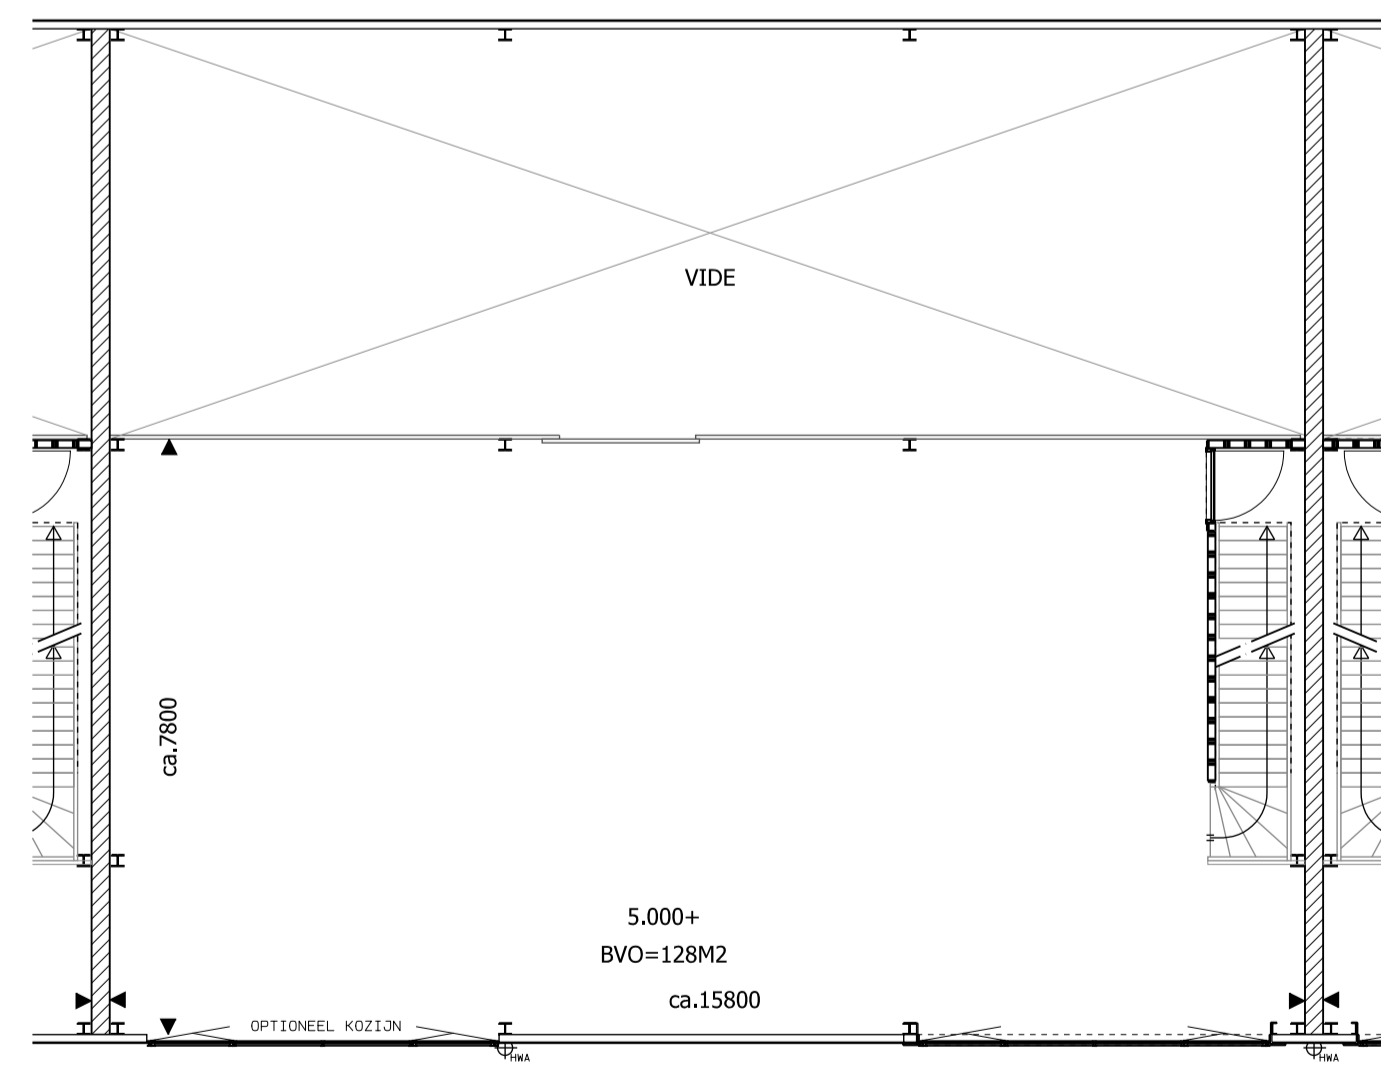 VIDE
ca.7800
5.000+
BVO=128M2
ca.15800
OPTIONEEL KOZIJN
HWA
HWA